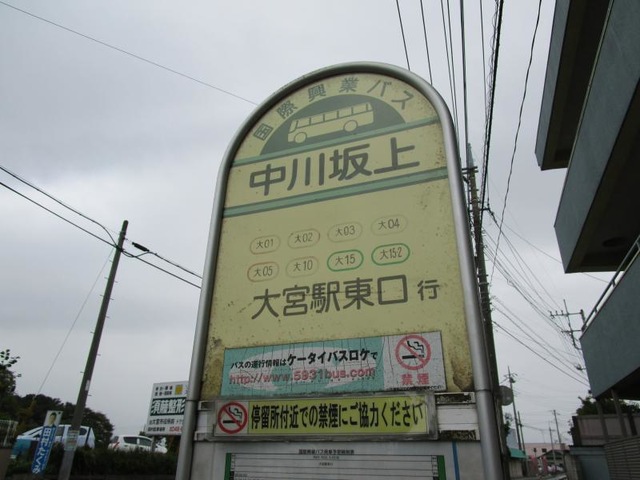 国際興業バス
中川坂上
大01 大02 大03 大04
大05 大10 大15 大15-2
大宮駅東口 行
バスの運行情報はケータイバスロケで
http://www.5931bus.com/
禁煙
停留所付近での禁煙にご協力ください